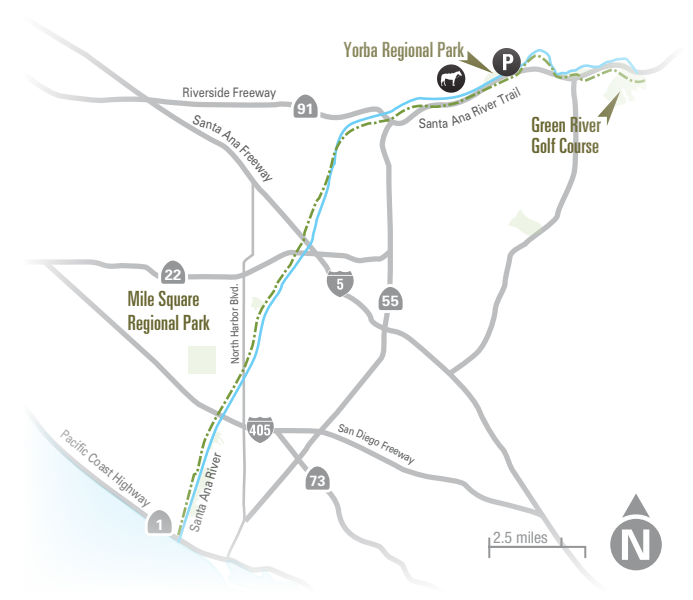 Yorba Regional Park
P
Riverside Freeway
91
Santa Ana River Trail
Santa Ana Freeway
Green River
Golf Course
22
5
Mile Square
Regional Park
55
North Harbor Blvd.
405
San Diego Freeway
Pacific Coast Highway
Santa Ana River
73
1
2.5 miles
N